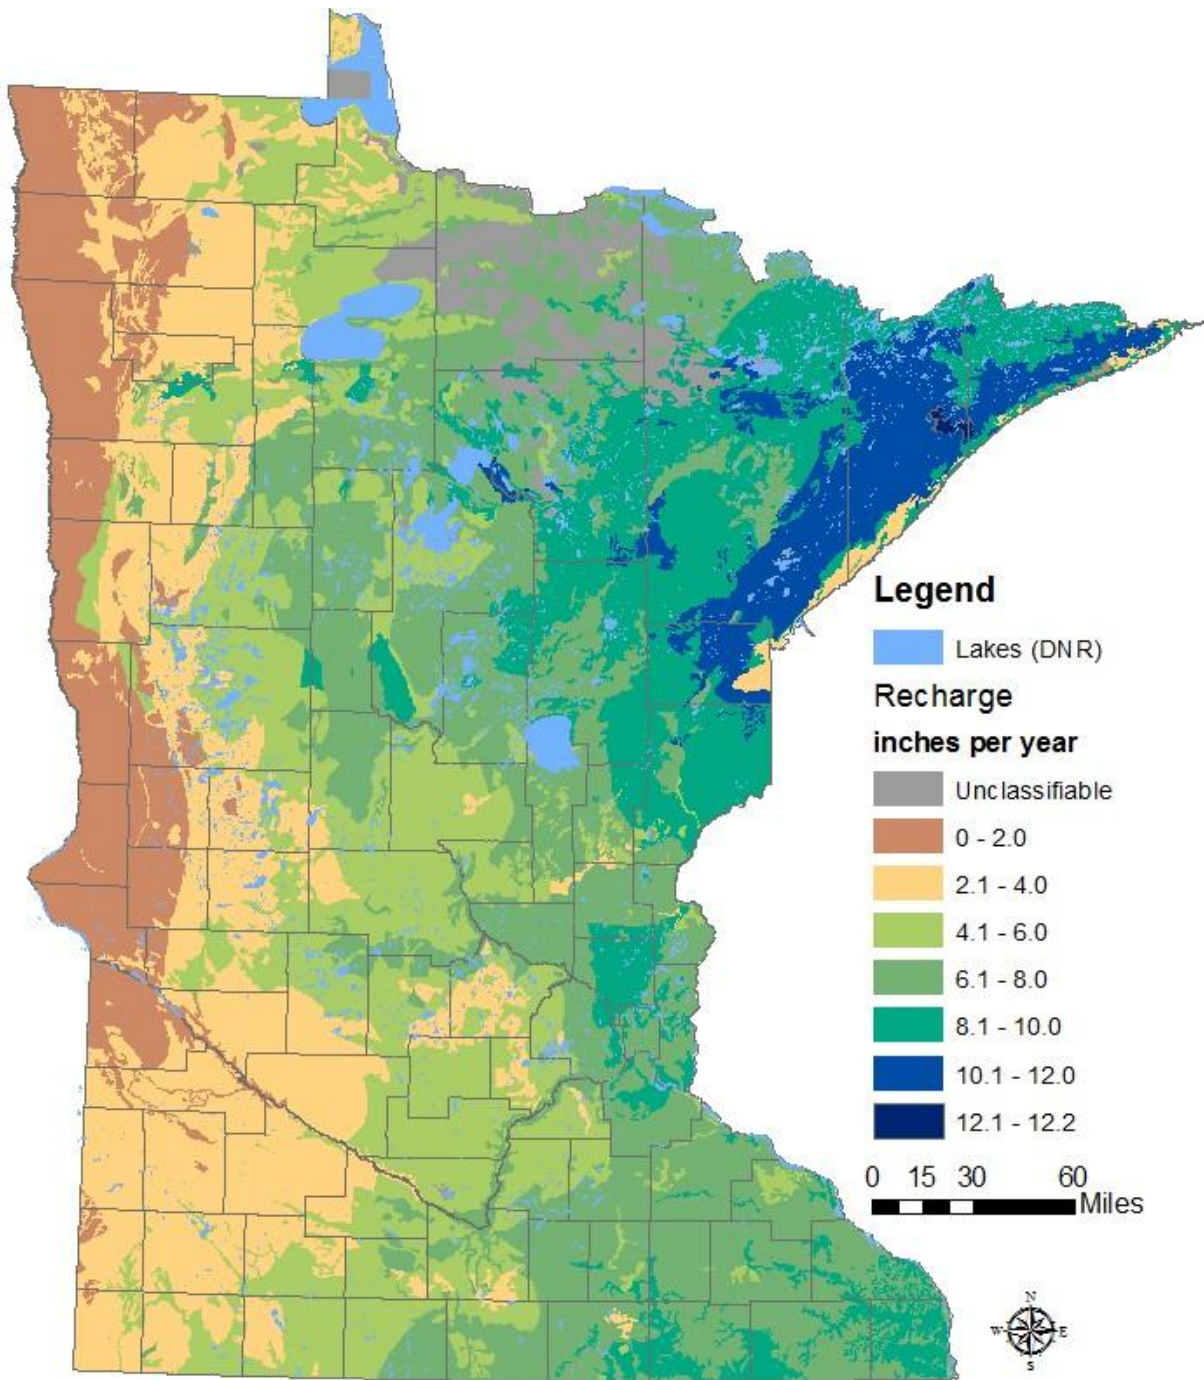 Legend
Lakes (DNR)
Recharge
inches per year
Unclassifiable
0 - 2.0
2.1 - 4.0
4.1 - 6.0
6.1 - 8.0
8.1 - 10.0
10.1 - 12.0
12.1 - 12.2
0 15 30 60
Miles
N
W E
S